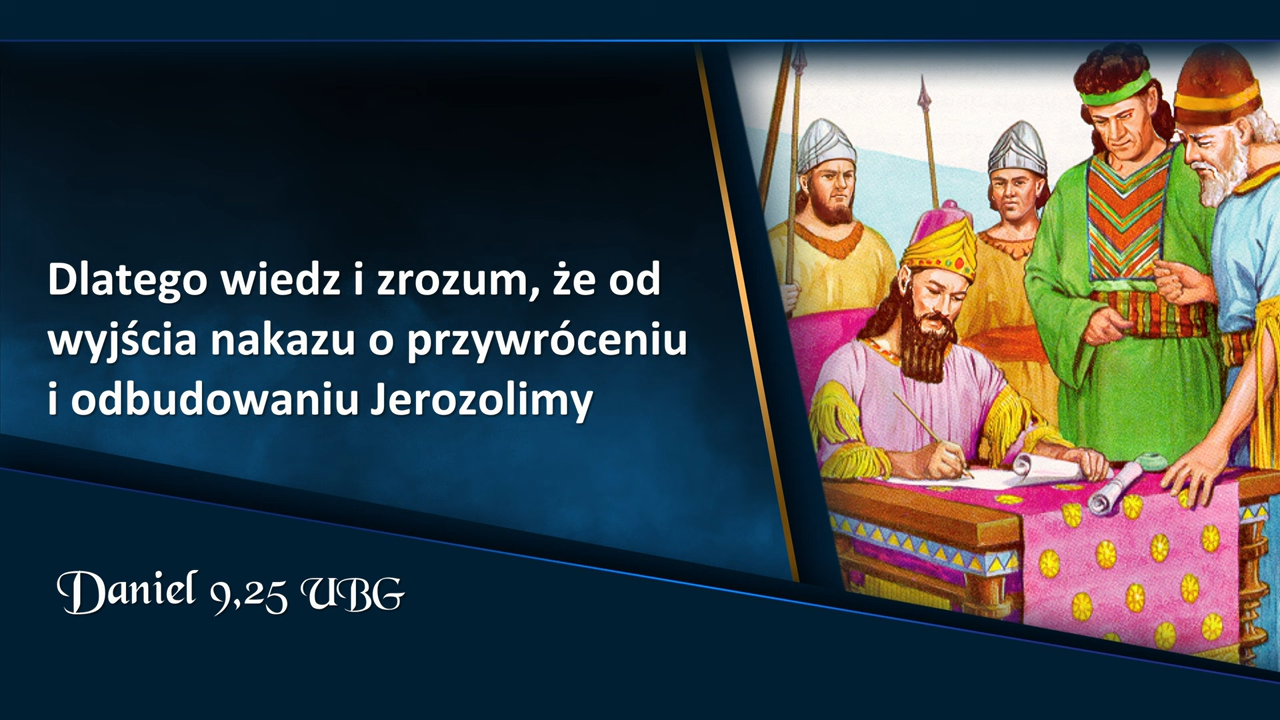 Dlatego wiedz i zrozum, że od
wyjścia nakazu o przywróceniu
i odbudowaniu Jerozolimy
Daniel 9,25 UBG